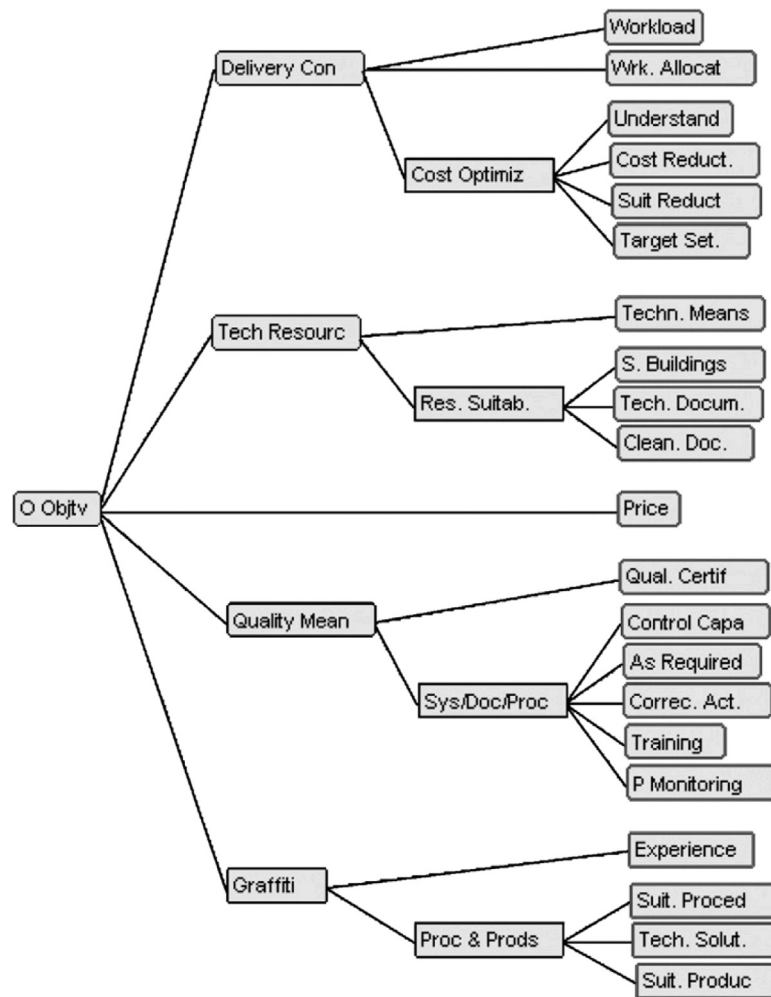 Workload
Delivery Con
Wrk. Allocat
Understand
Cost Optimiz
Cost Reduct.
Suit Reduct
Target Set.
Tech Resourc
Techn. Means
S. Buildings
Res. Suitab.
Tech. Docum.
Clean. Doc.
O Objtv
Price
Qual. Certif
Quality Mean
Control Capa
As Required
Sys/Doc/Proc
Correc. Act.
Training
P Monitoring
Experience
Graffiti
Suit. Proced
Proc & Prods
Tech. Solut.
Suit. Produc